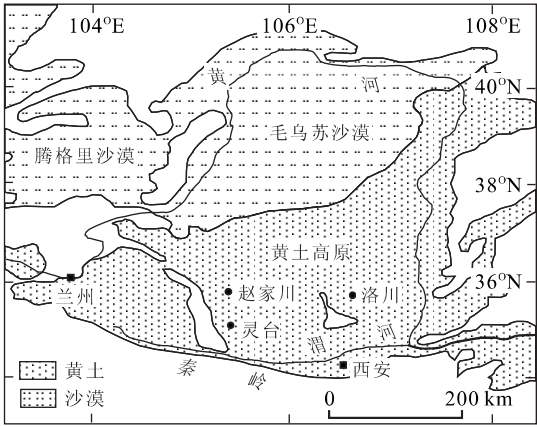 104°E 106°E 108°E
黄
河
40°N
毛乌苏沙漠
腾格里沙漠
38°N
黄土高原
36°N
兰州
赵家川
洛川
灵台
渭
河
秦
岭
西安
黄土
沙漠
0 200 km